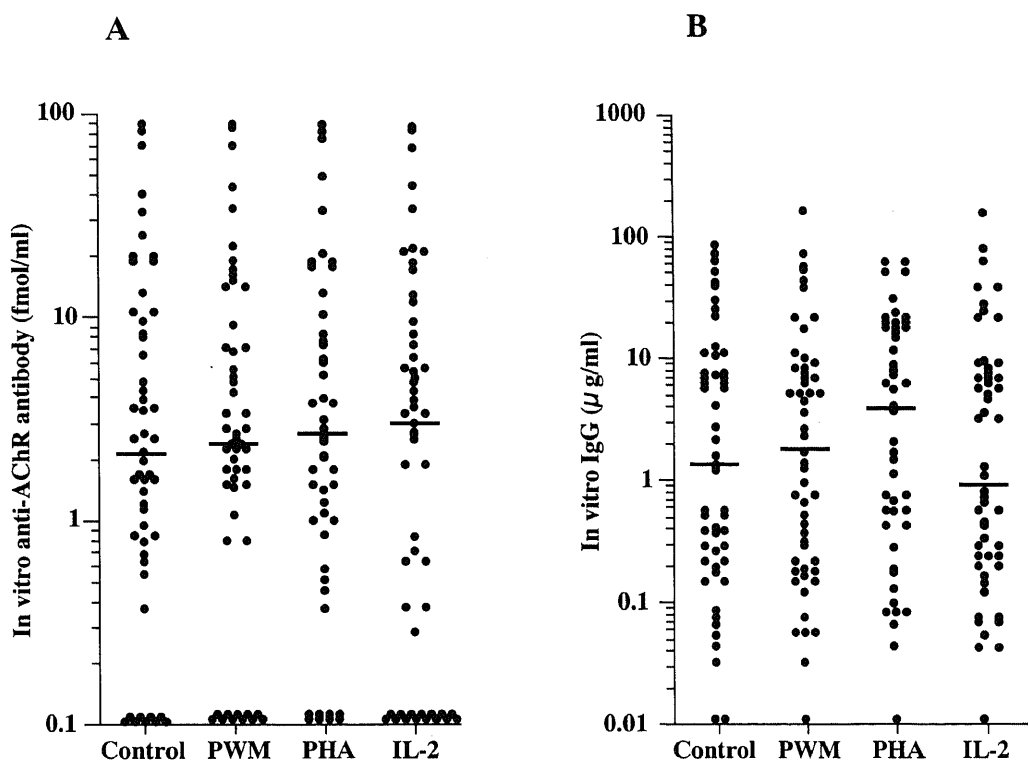 A
B
In vitro anti-AChR antibody (fmol/ml)
100
10
1
0.1
Control PWM PHA IL-2
In vitro IgG (μg/ml)
1000
100
10
1
0.1
0.01
Control PWM PHA IL-2